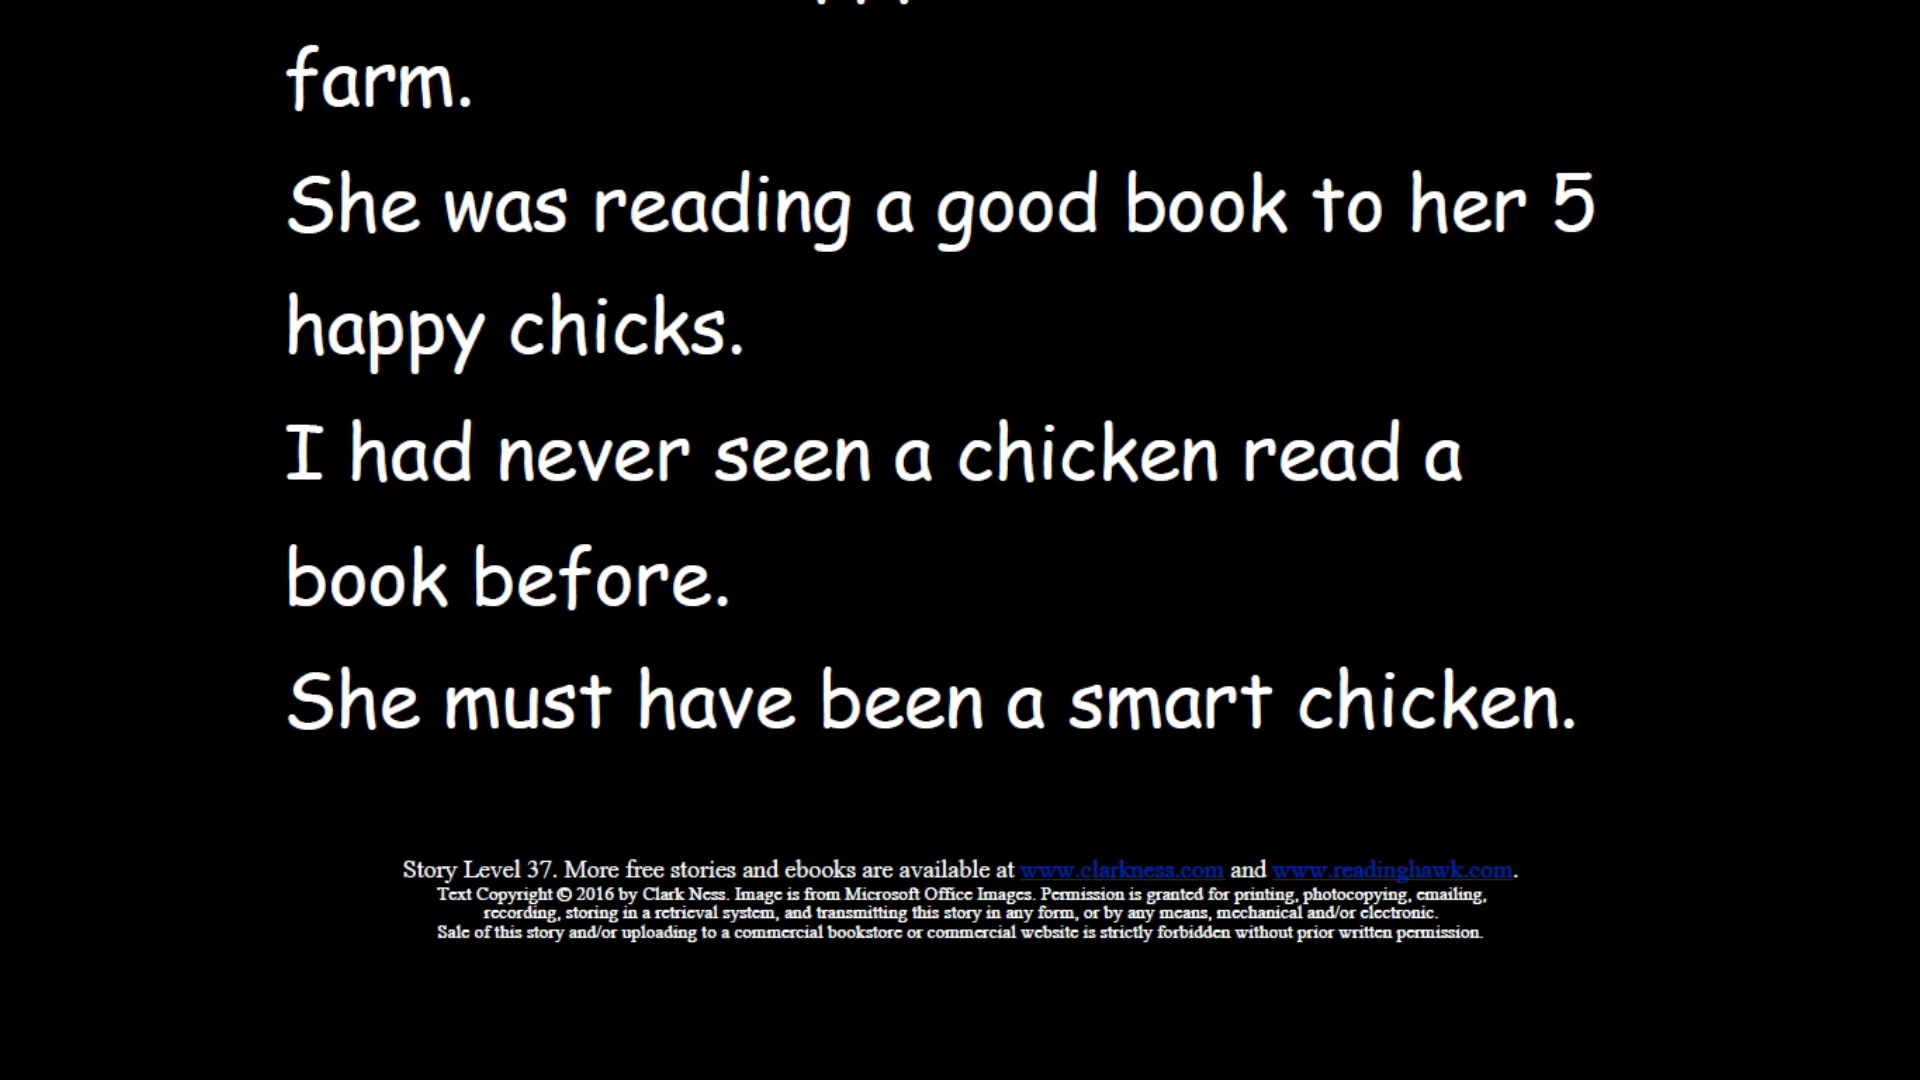 farm.
She was reading a good book to her 5
happy chicks.
I had never seen a chicken read a
book before.
She must have been a smart chicken.
Story Level 37. More free stories and ebooks are available at www.clarkness.com and www.readinghawk.com.
Text Copyright © 2016 by Clark Ness. Image is from Microsoft Office Images. Permission is granted for printing, photocopying, emailing,
recording, storing in a retrieval system, and transmitting this story in any form, or by any means, mechanical and/or electronic.
Sale of this story and/or uploading to a commercial bookstore or commercial website is strictly forbidden without prior written permission.